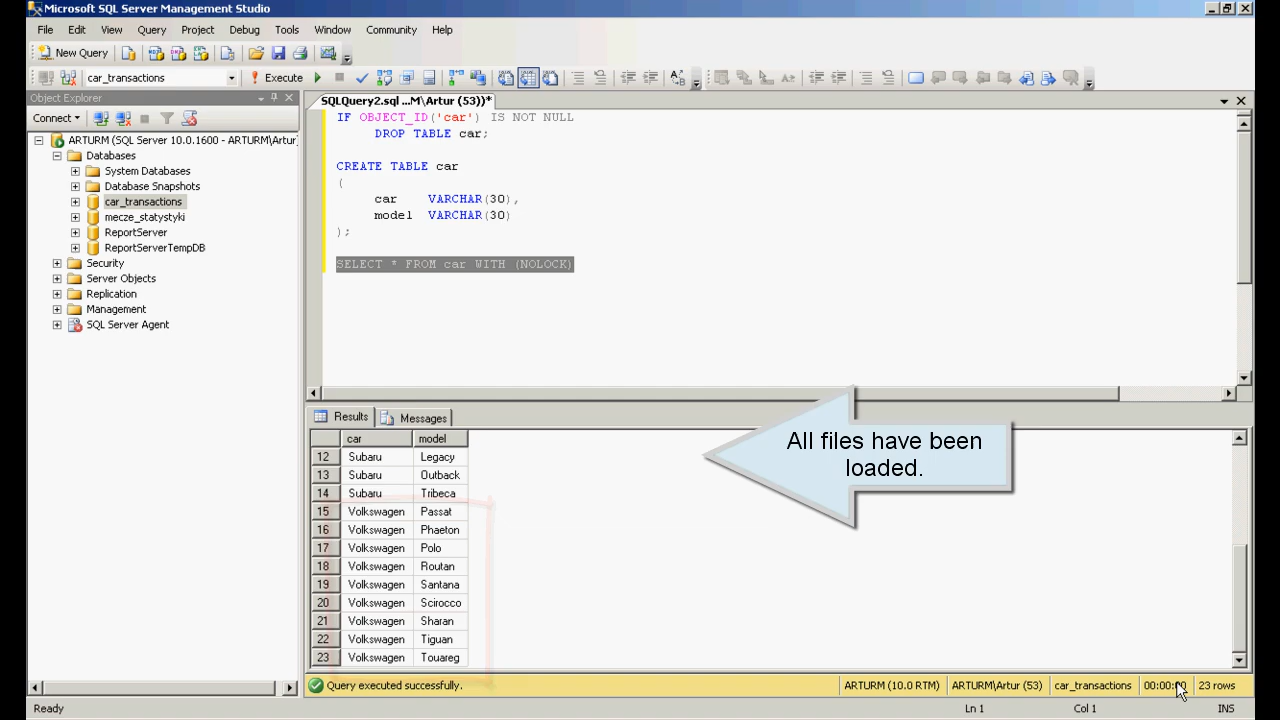 Microsoft SQL Server Management Studio
File Edit View Query Project Debug Tools Window Community Help
New Query
car_transactions Execute
Object Explorer
SQLQuery2.sql ...M\Artur (53))*
Connect
ARTURM (SQL Server 10.0.1600 - ARTURM\Artur
Databases
System Databases
Database Snapshots
car_transactions
mecze_statystyki
ReportServer
ReportServerTempDB
Security
Server Objects
Replication
Management
SQL Server Agent
IF OBJECT_ID('car') IS NOT NULL
DROP TABLE car;
CREATE TABLE car
(
car VARCHAR(30),
model VARCHAR(30)
);
SELECT * FROM car WITH (NOLOCK)
Results Messages
car model
12 Subaru Legacy
13 Subaru Outback
14 Subaru Tribeca
15 Volkswagen Passat
16 Volkswagen Phaeton
17 Volkswagen Polo
18 Volkswagen Routan
19 Volkswagen Santana
20 Volkswagen Scirocco
21 Volkswagen Sharan
22 Volkswagen Tiguan
23 Volkswagen Touareg
All files have been
loaded.
Query executed successfully. ARTURM (10.0 RTM) ARTURM\Artur (53) car_transactions 23 rows
Ready Ln 1 Col 1 INS